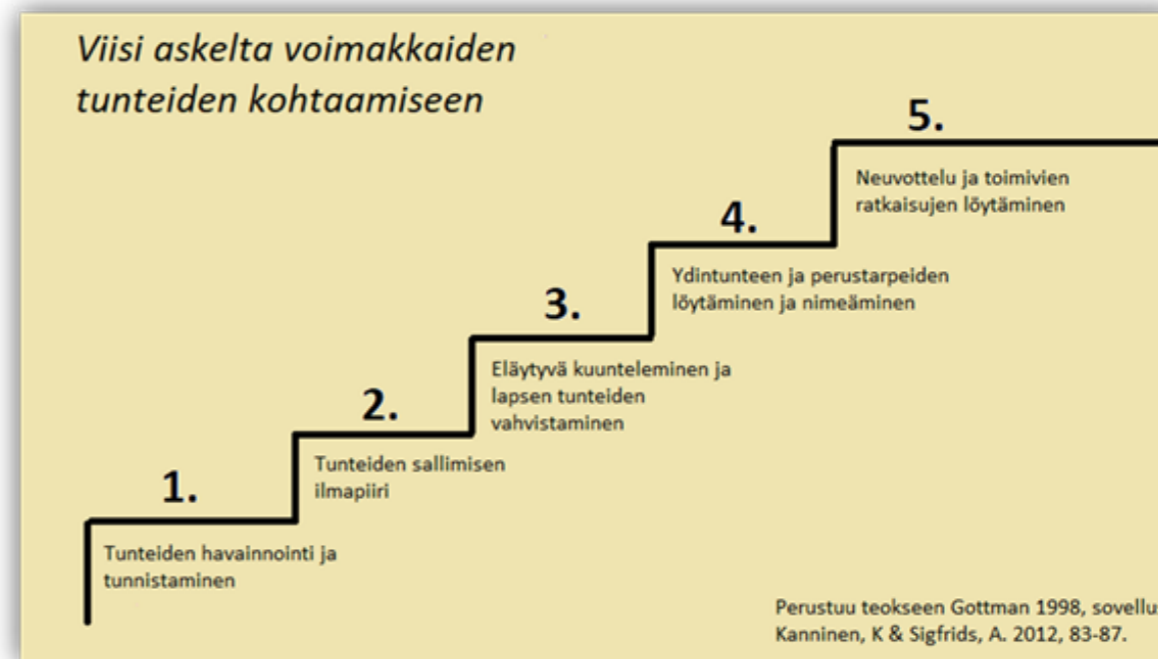 Viisi askelta voimakkaiden
tunteiden kohtaamiseen
1.
Tunteiden havainnointi ja
tunnistaminen
2.
Tunteiden sallimisen
ilmapiiri
3.
Eläytyvä kuunteleminen ja
lapsen tunteiden
vahvistaminen
4.
Ydintunteen ja perustarpeiden
löytäminen ja nimeäminen
5.
Neuvottelu ja toimivien
ratkaisujen löytäminen
Perustuu teokseen Gottman 1998, sovellus
Kanninen, K & Sigfrids, A. 2012, 83-87.